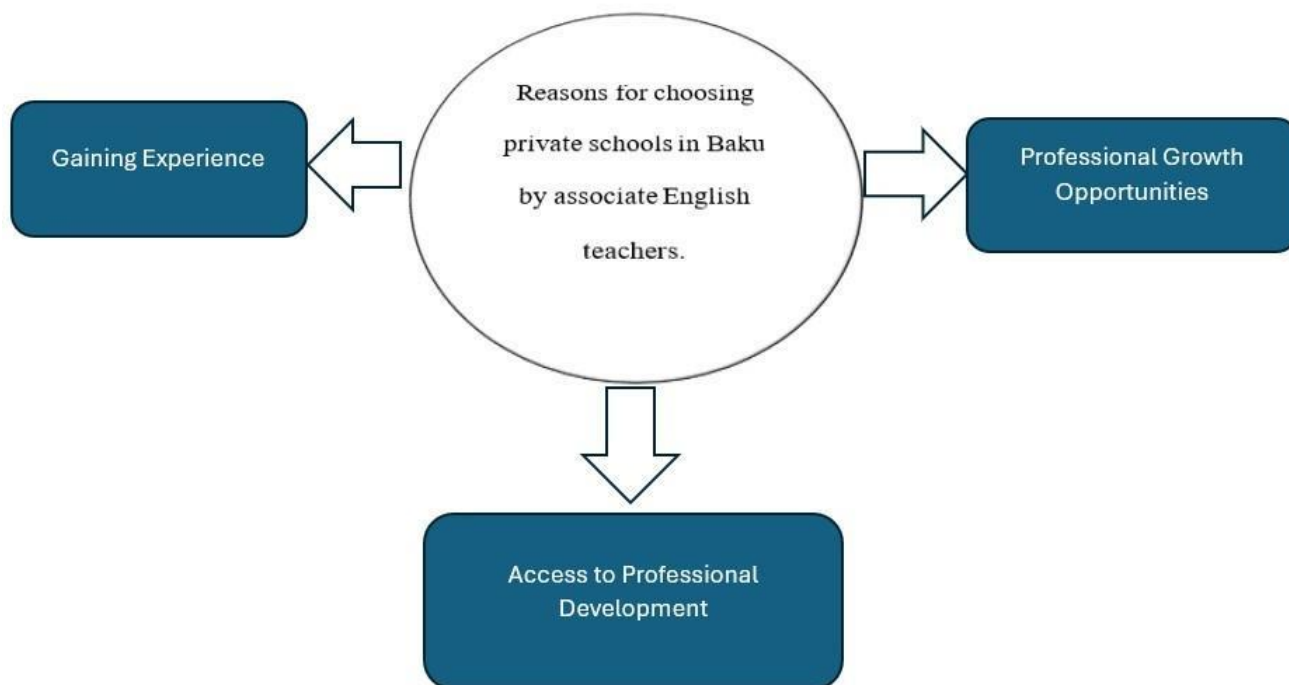 Reasons for choosing
private schools in Baku
by associate English
teachers.
Gaining Experience
Professional Growth
Opportunities
Access to Professional
Development